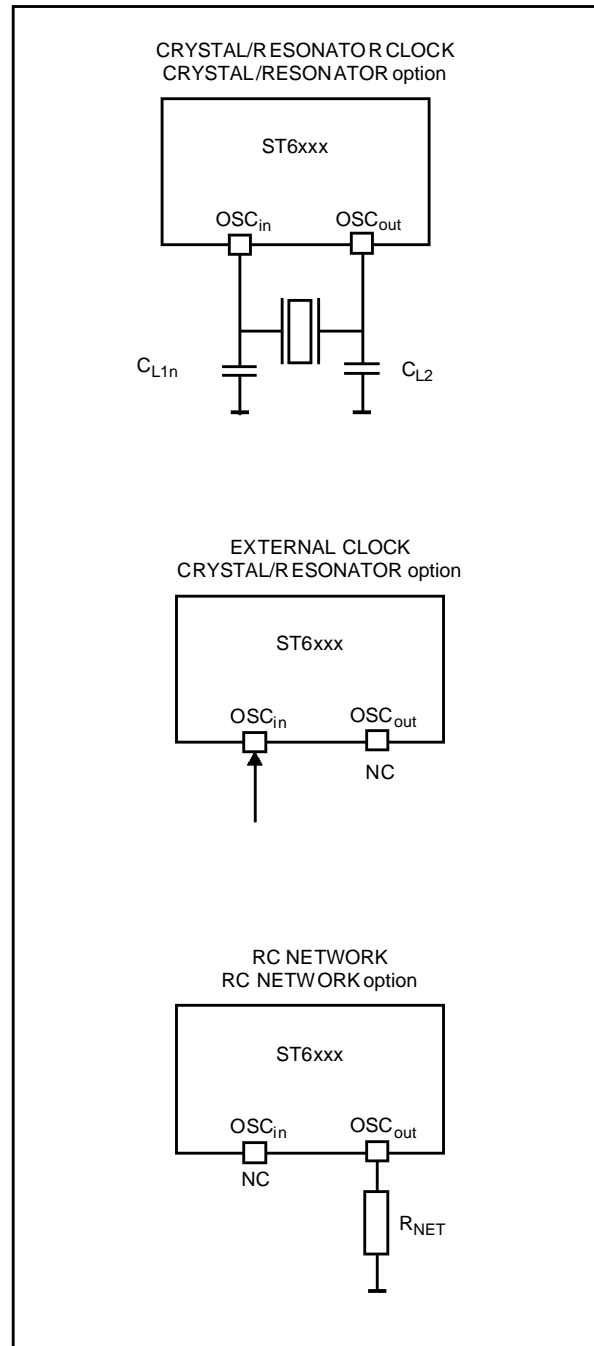 CRYSTAL/RESONATOR CLOCK
CRYSTAL/RESONATOR option
ST6xxx
OSCin OSCout
CL1n CL2
EXTERNAL CLOCK
CRYSTAL/RESONATOR option
ST6xxx
OSCin OSCout
NC
RC NETWORK
RC NETWORK option
ST6xxx
OSCin OSCout
NC
RNET